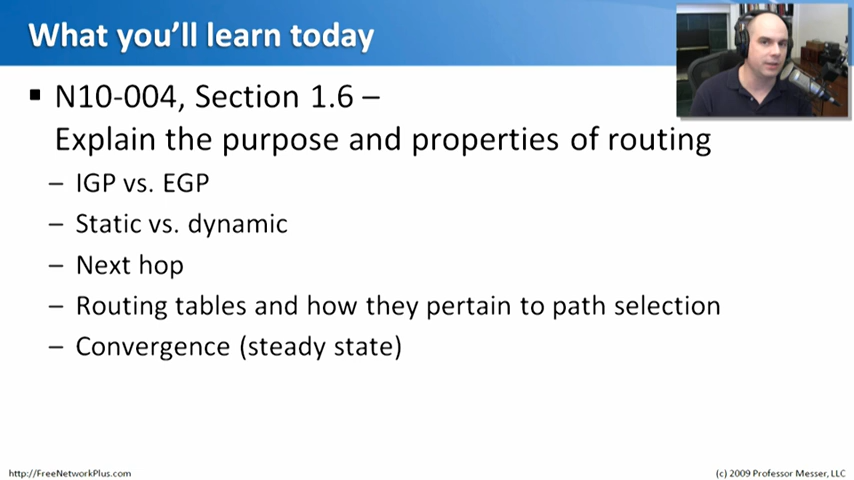 What you'll learn today
▪ N10-004, Section 1.6 –
Explain the purpose and properties of routing
– IGP vs. EGP
– Static vs. dynamic
– Next hop
– Routing tables and how they pertain to path selection
– Convergence (steady state)
http://FreeNetworkPlus.com
(c) 2009 Professor Messer, LLC